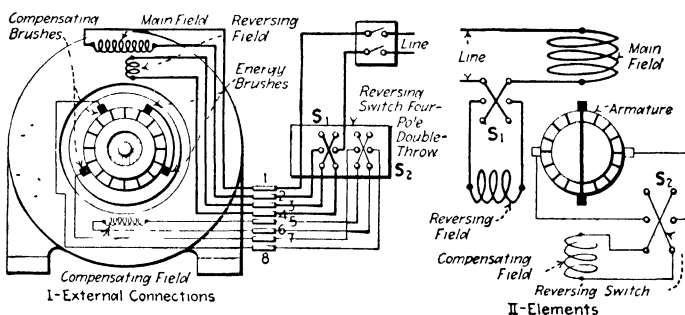 Compensating
Brushes
Main Field
Reversing
Field
Energy
Brushes
Line
Reversing
Switch Four-
Pole
Double-
Throw
S1
S2
1
2
3
4
5
6
7
8
Compensating Field
I-External Connections
Line
Main
Field
S1
Armature
S2
Reversing
Field
Compensating
Field
Reversing Switch
II-Elements